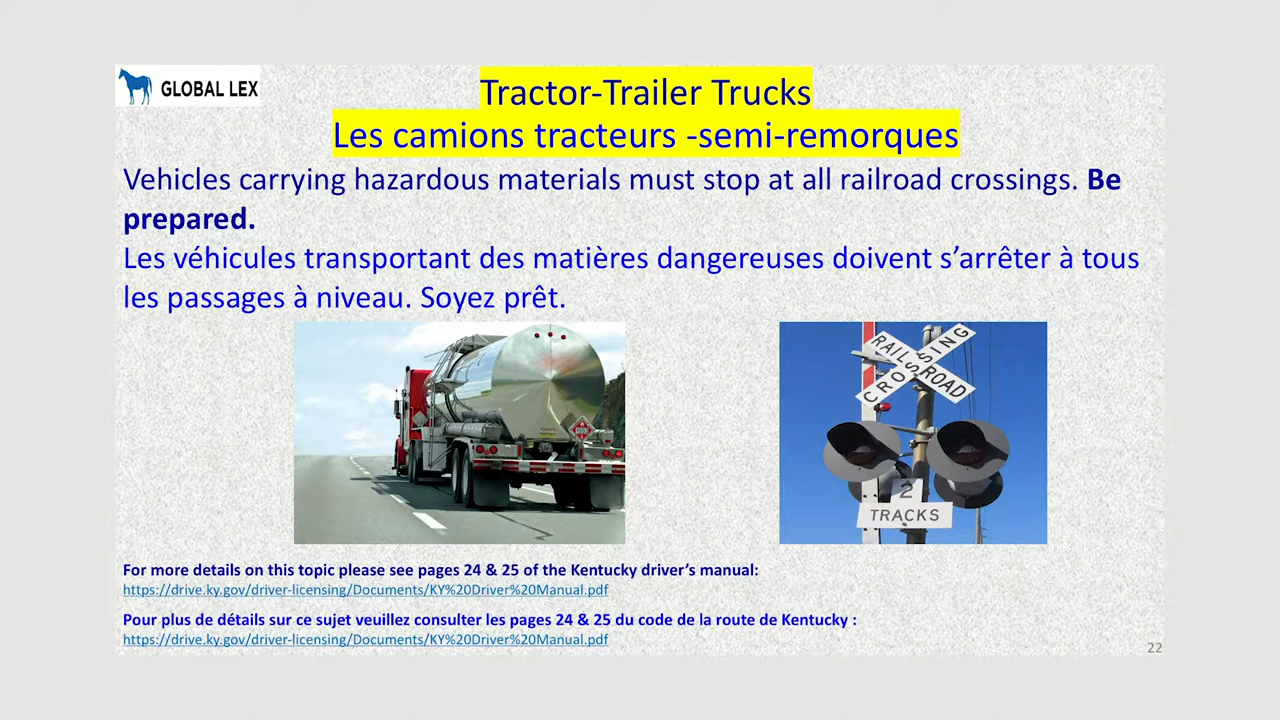 GLOBAL LEX
Tractor-Trailer Trucks
Les camions tracteurs -semi-remorques
Vehicles carrying hazardous materials must stop at all railroad crossings. Be
prepared.
Les véhicules transportant des matières dangereuses doivent s’arrêter à tous
les passages à niveau. Soyez prêt.
RAILROAD
CROSSING
2
TRACKS
For more details on this topic please see pages 24 & 25 of the Kentucky driver’s manual:
https://drive.ky.gov/driver-licensing/Documents/KY%20Driver%20Manual.pdf
Pour plus de détails sur ce sujet veuillez consulter les pages 24 & 25 du code de la route de Kentucky :
https://drive.ky.gov/driver-licensing/Documents/KY%20Driver%20Manual.pdf
22